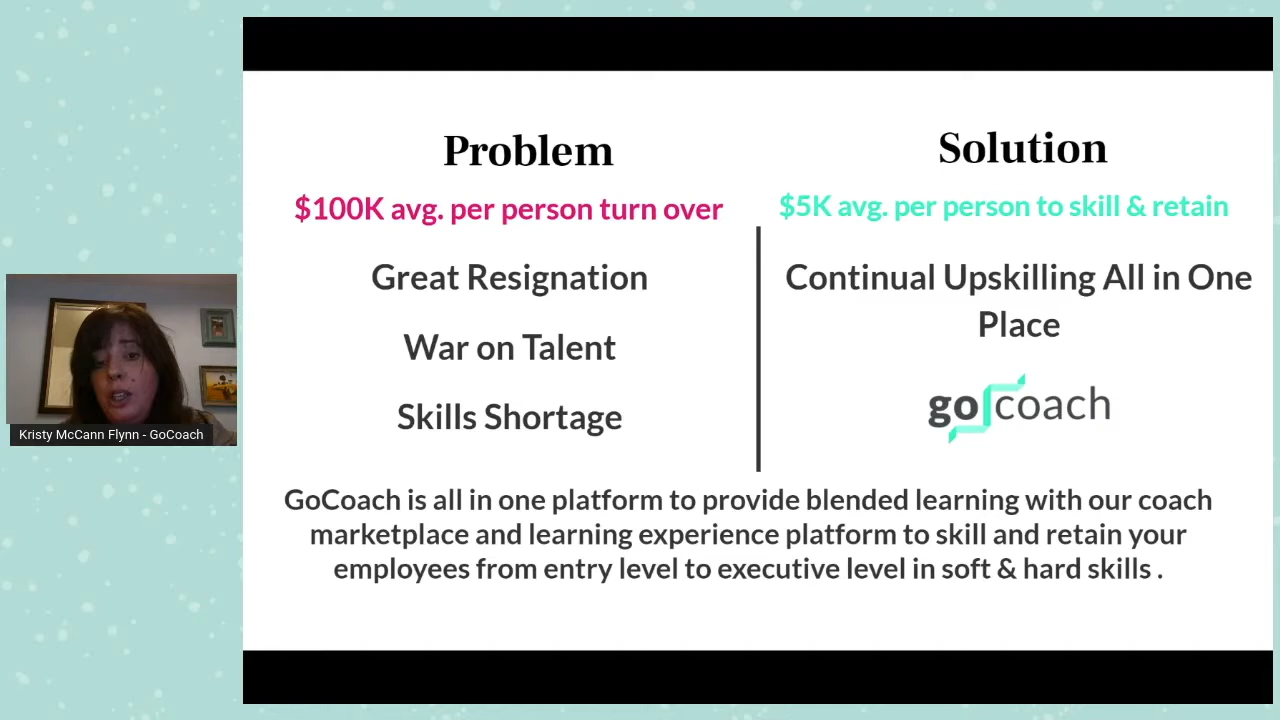 Problem
$100K avg. per person turn over
Great Resignation
War on Talent
Skills Shortage
Solution
$5K avg. per person to skill & retain
Continual Upskilling All in One
Place
go coach
GoCoach is all in one platform to provide blended learning with our coach
marketplace and learning experience platform to skill and retain your
employees from entry level to executive level in soft & hard skills .
Kristy McCann Flynn - GoCoach